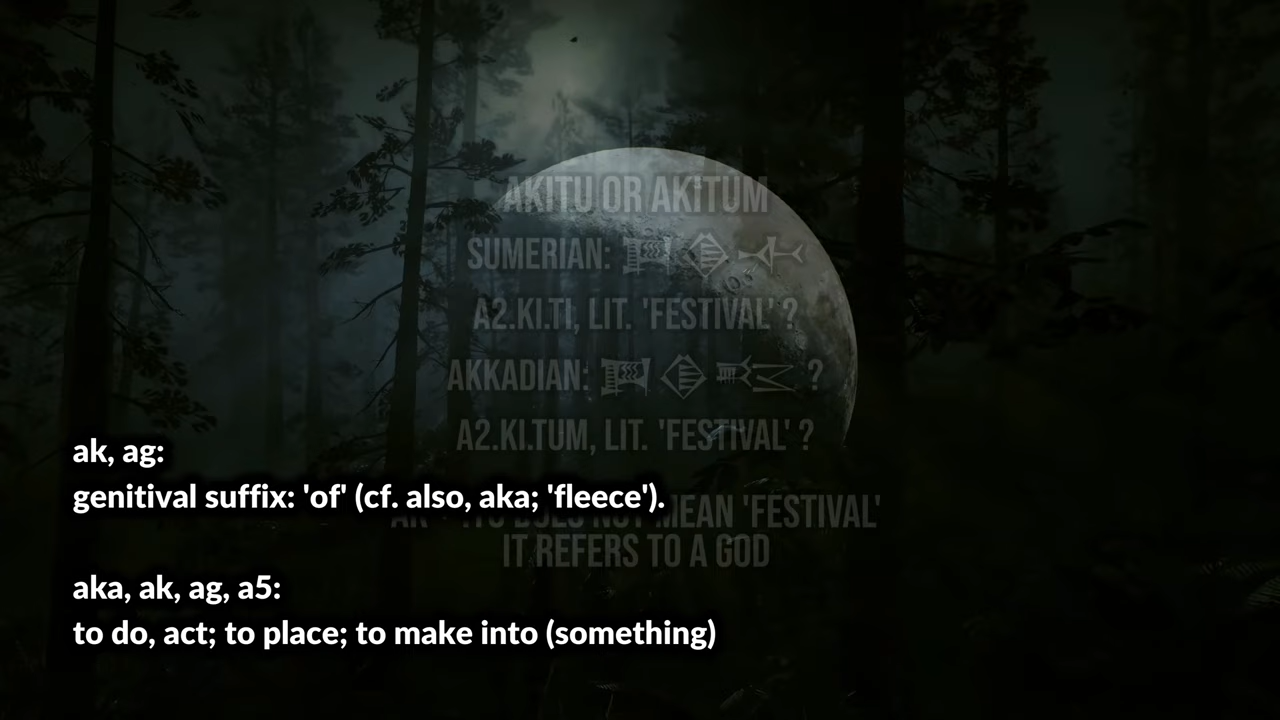 AKITU OR AKITUM
SUMERIAN:
A2.KI.TI, LIT. 'FESTIVAL' ?
AKKADIAN: ?
A2.KI.TUM, LIT. 'FESTIVAL' ?
ak, ag:
genitival suffix: 'of' (cf. also, aka; 'fleece').
MEAN 'FESTIVAL'
IT REFERS TO A GOD
aka, ak, ag, a5:
to do, act; to place; to make into (something)